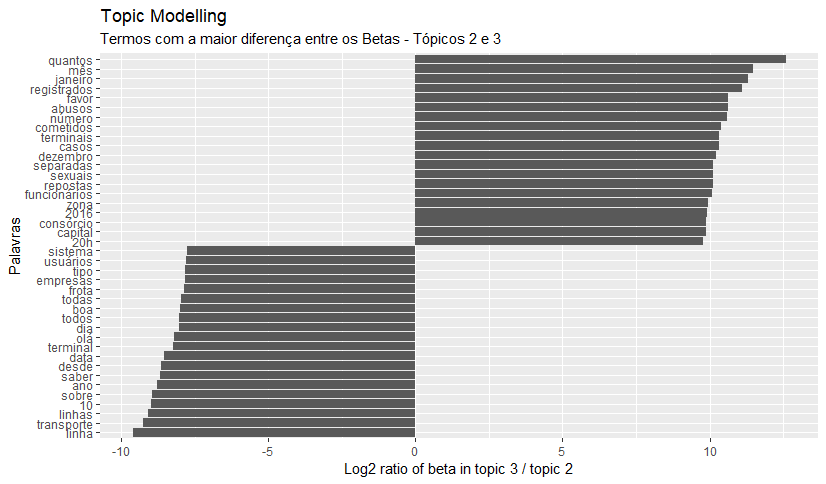 Topic Modelling
Termos com a maior diferença entre os Betas - Tópicos 2 e 3
Palavras
quantos
mês
janeiro
registrados
favor
abusos
número
cometidos
terminais
casos
dezembro
separadas
sexuais
repostas
funcionários
zona
2016
consórcio
capital
20h
sistema
usuários
tipo
empresas
frota
todas
boa
todos
dia
olá
terminal
data
desde
saber
ano
sobre
10
linhas
transporte
linha
-10 -5 0 5 10
Log2 ratio of beta in topic 3 / topic 2